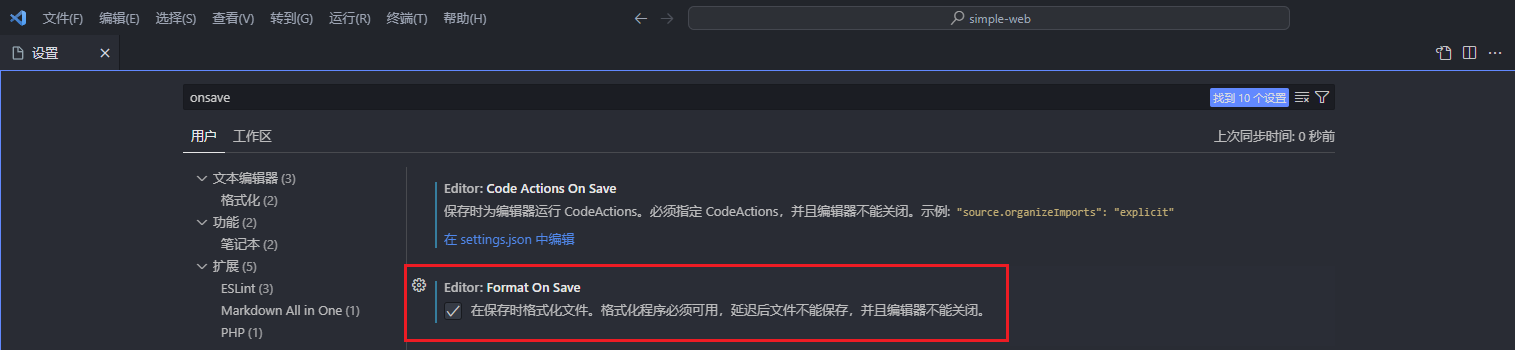 文件(F) 编辑(E) 选择(S) 查看(V) 转到(G) 运行(R) 终端(T) 帮助(H) simple-web
设置
onsave 找到 10 个设置
用户 工作区 上次同步时间: 0 秒前
文本编辑器 (3)
格式化 (2)
功能 (2)
笔记本 (2)
扩展 (5)
ESLint (3)
Markdown All in One (1)
PHP (1)
Editor: Code Actions On Save
保存时为编辑器运行 CodeActions。必须指定 CodeActions，并且编辑器不能关闭。示例: "source.organizeImports": "explicit"
在 settings.json 中编辑
Editor: Format On Save
在保存时格式化文件。格式化程序必须可用，延迟后文件不能保存，并且编辑器不能关闭。